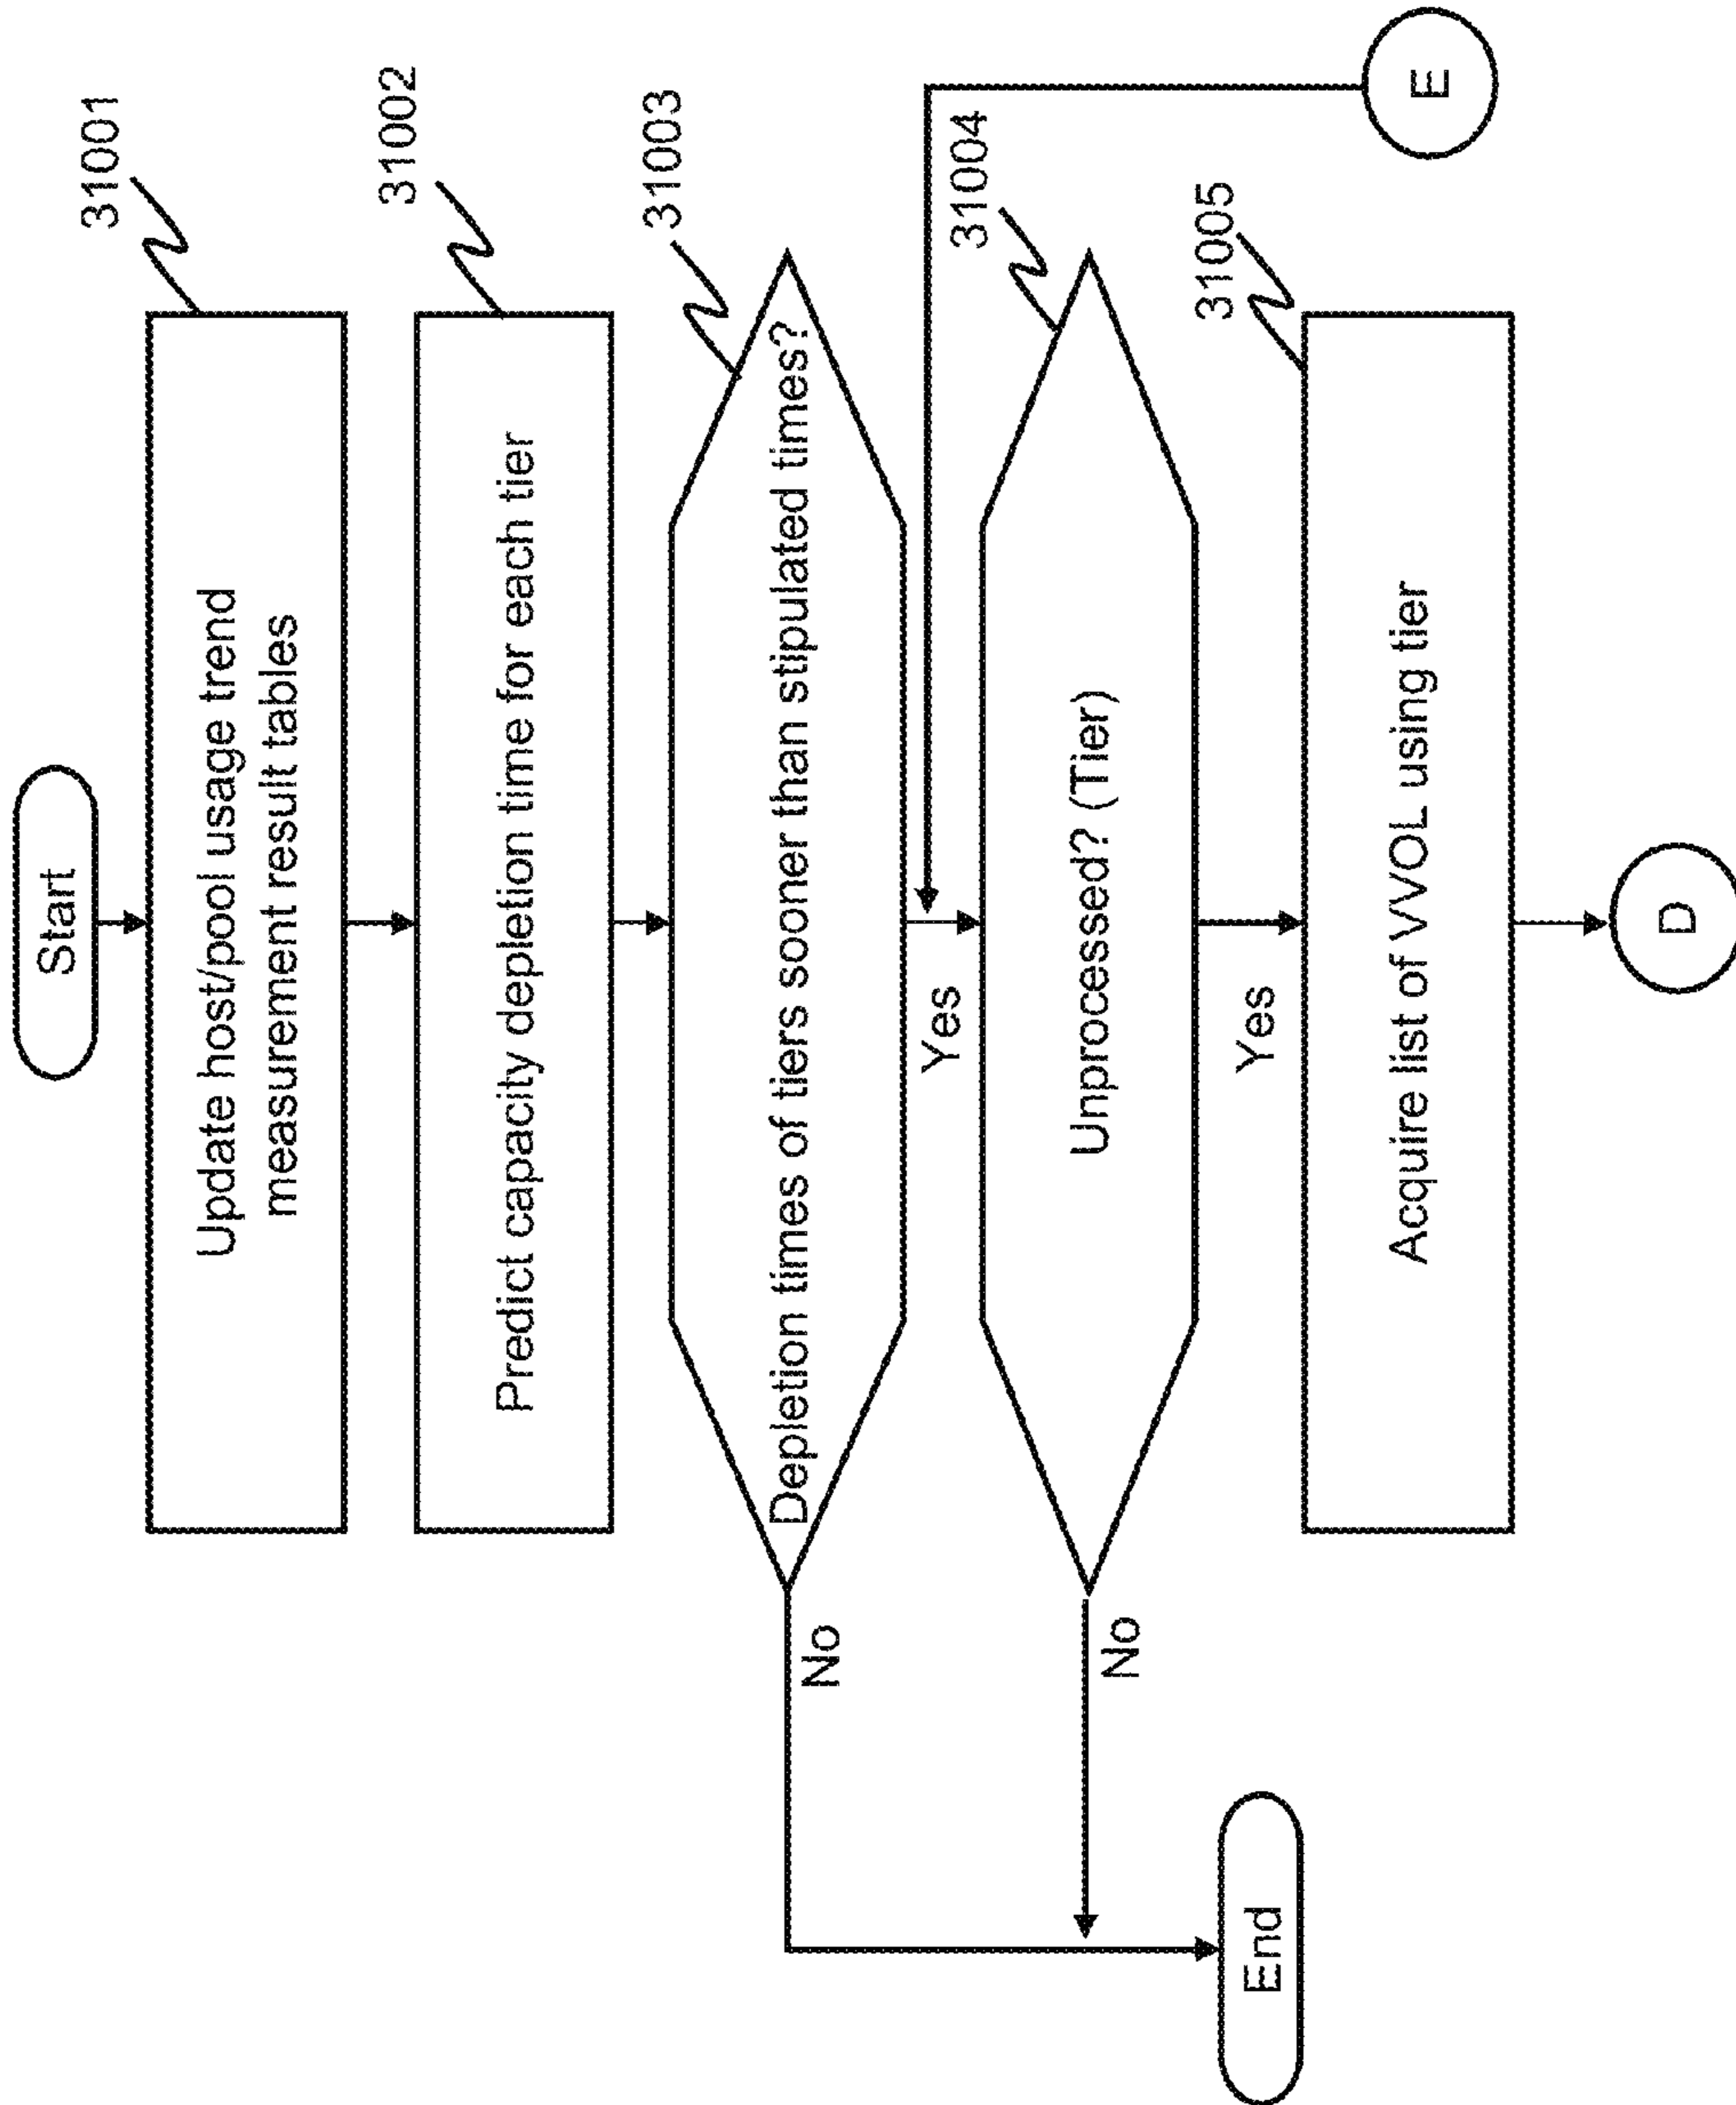 Start
31001
Update host/pool usage trend
measurement result tables
31002
Predict capacity depletion time for each tier
31003
Depletion times of tiers sooner than stipulated times?
No
Yes
31004
Unprocessed? (Tier)
No
Yes
31005
Acquire list of VVOL using tier
End
D
E